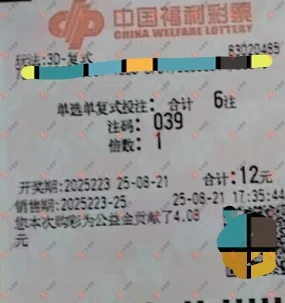 中国福利彩票
CHINA WELFARE LOTTERY
玩法:3D-复式 83020485
单选单复式投注: 合计 6注
注码: 039
倍数: 1
开奖期:2025223 25-08-21 合计:12元
销售期:2025223-25 25-08-21 17:35:44
您本次购彩为公益金贡献了4.08
元